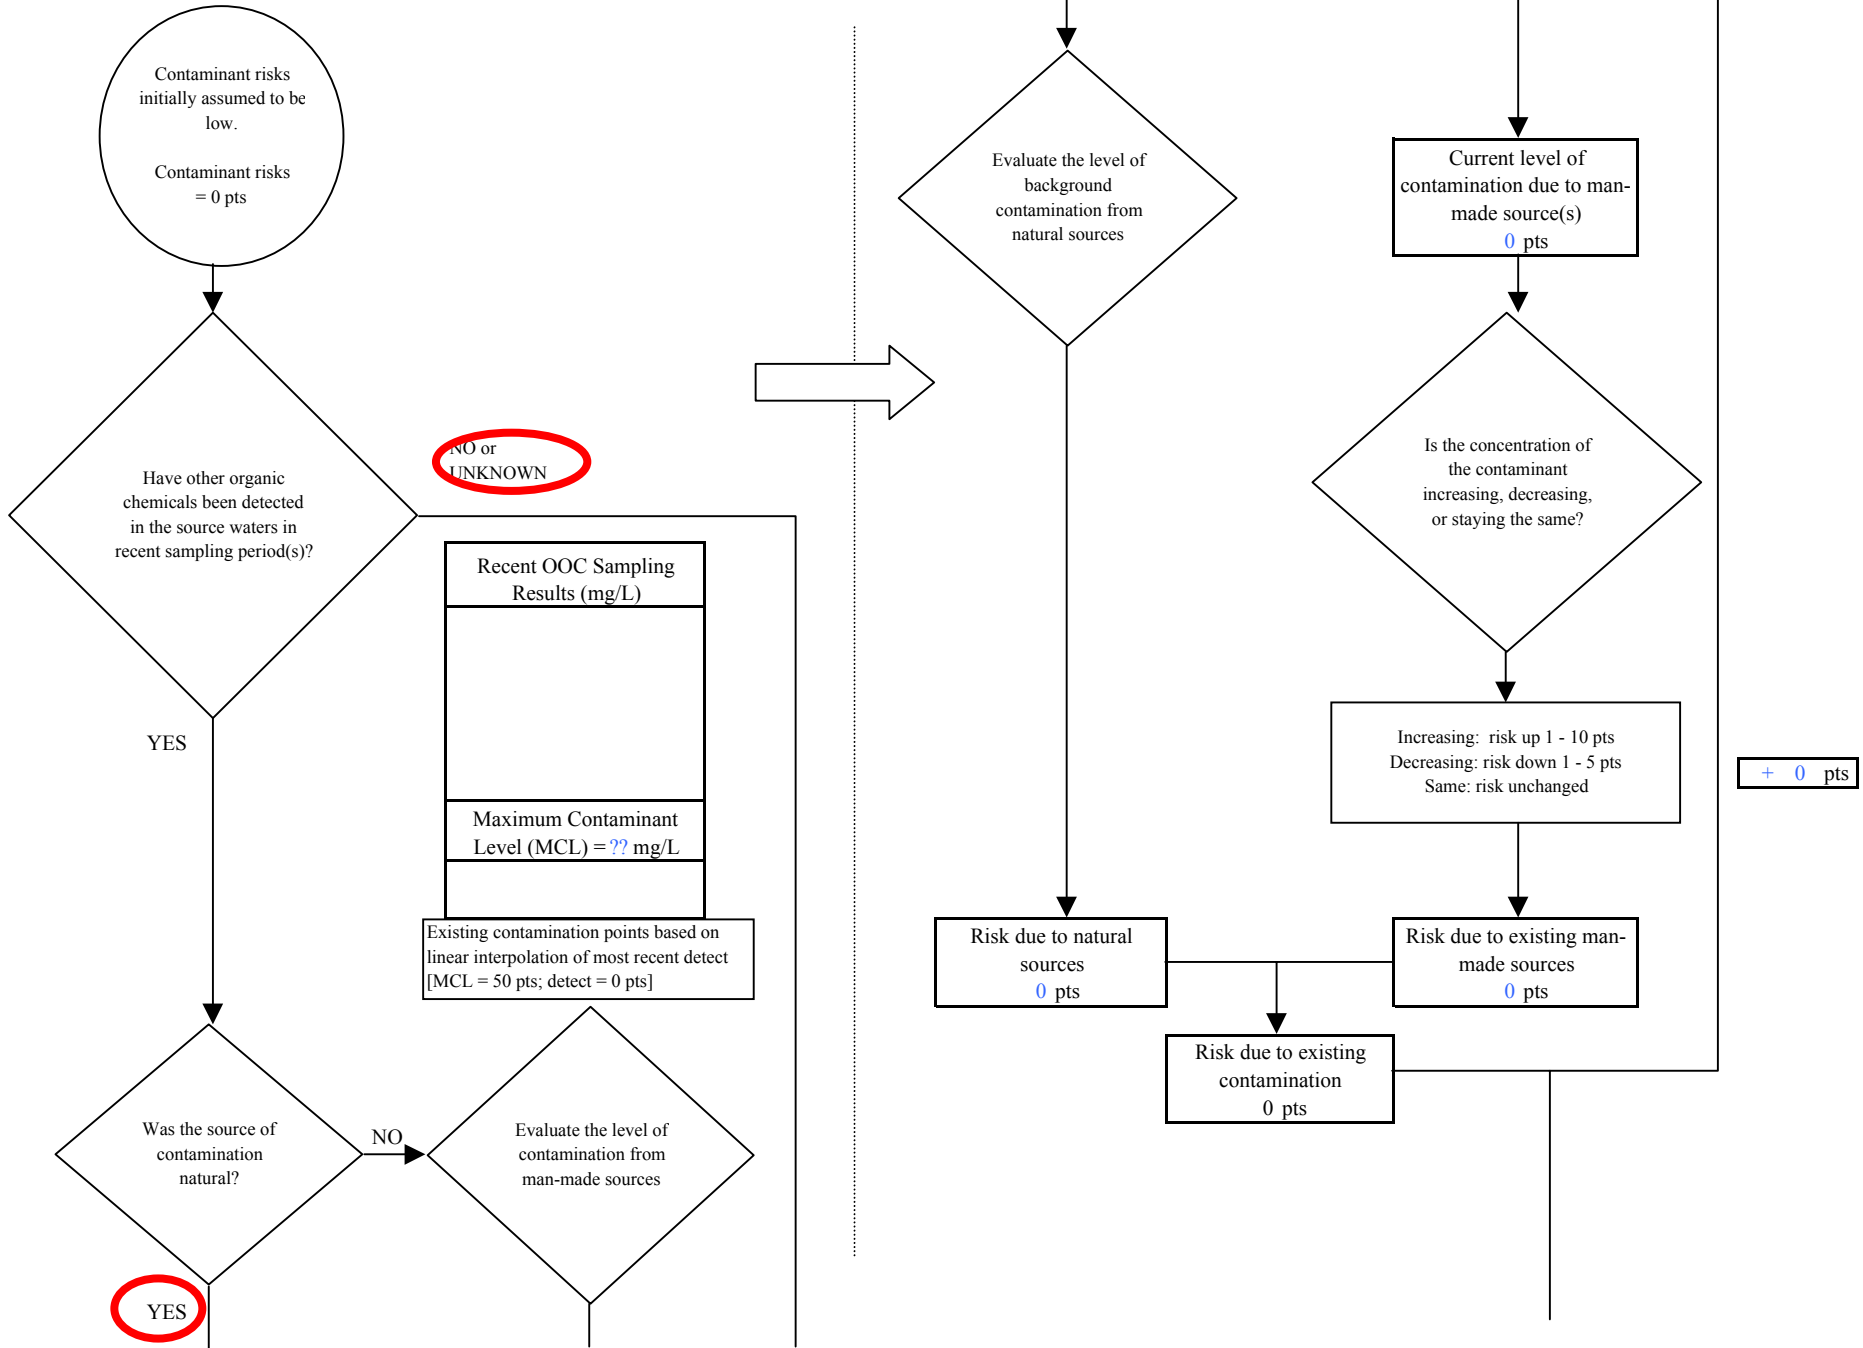 Contaminant risks
initially assumed to be
low.
Contaminant risks
= 0 pts
Have other organic
chemicals been detected
in the source waters in
recent sampling period(s)?
NO or
UNKNOWN
YES
Recent OOC Sampling
Results (mg/L)
Maximum Contaminant
Level (MCL) = ?? mg/L
Existing contamination points based on
linear interpolation of most recent detect
[MCL = 50 pts; detect = 0 pts]
Was the source of
contamination
natural?
NO
Evaluate the level of
contamination from
man-made sources
YES
Evaluate the level of
background
contamination from
natural sources
Current level of
contamination due to man-
made source(s)
0 pts
Is the concentration of
the contaminant
increasing, decreasing,
or staying the same?
Increasing: risk up 1 - 10 pts
Decreasing: risk down 1 - 5 pts
Same: risk unchanged
+ 0 pts
Risk due to natural
sources
0 pts
Risk due to existing man-
made sources
0 pts
Risk due to existing
contamination
0 pts